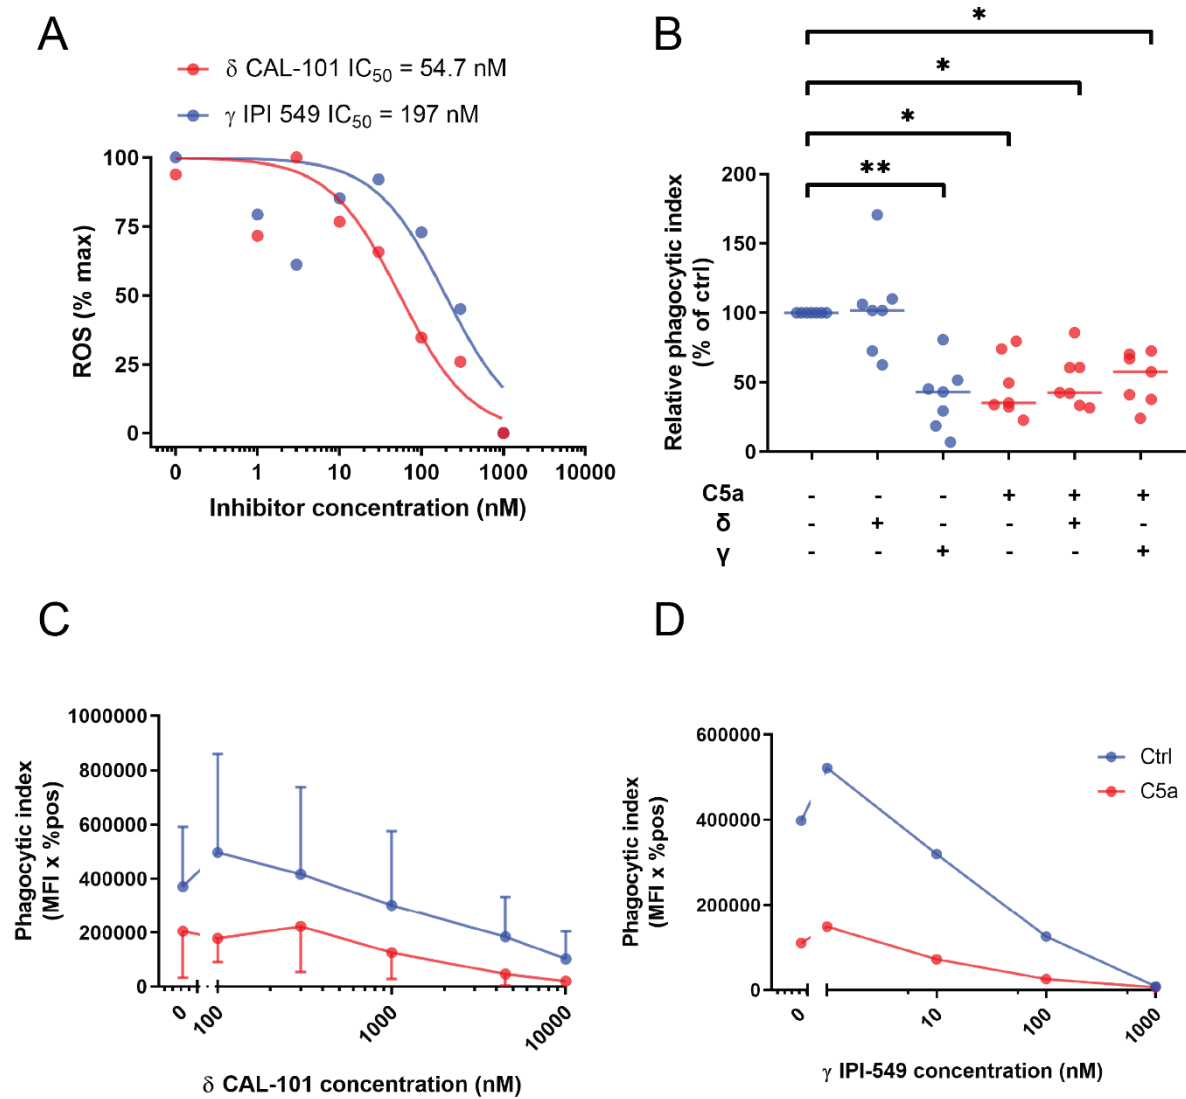 A
δ CAL-101 IC50 = 54.7 nM
γ IPI 549 IC50 = 197 nM
ROS (% max)
100
75
50
25
0
0 1 10 100 1000 10000
Inhibitor concentration (nM)
B
*
*
*
**
Relative phagocytic index
(% of ctrl)
200
150
100
50
0
C5a - - - + + +
δ - + - - + -
γ - - + - - +
C
Phagocytic index
(MFI x %pos)
1000000
800000
600000
400000
200000
0
0 100 1000 10000
δ CAL-101 concentration (nM)
D
Phagocytic index
(MFI x %pos)
600000
400000
200000
0
Ctrl
C5a
0 10 100 1000
γ IPI-549 concentration (nM)